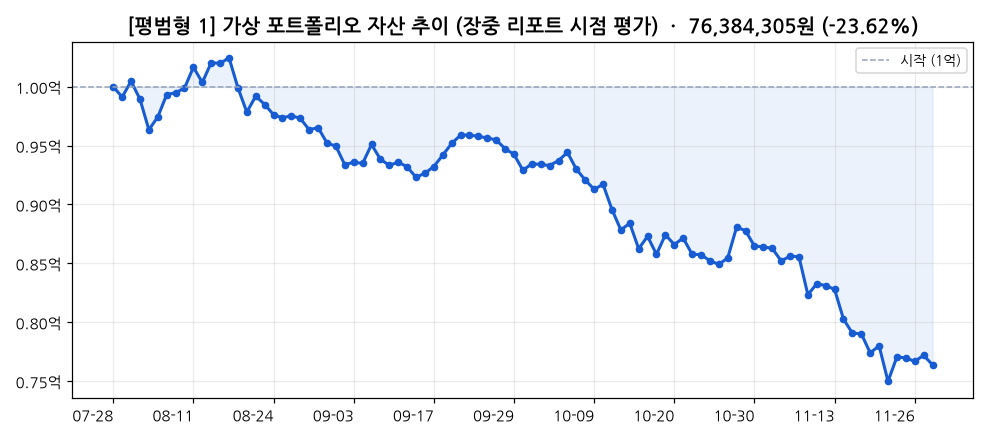 [평범형 1] 가상 포트폴리오 자산 추이 (장중 리포트 시점 평가) · 76,384,305원 (-23.62%)
시작 (1억)
1.00억
0.95억
0.90억
0.85억
0.80억
0.75억
07-28 08-11 08-24 09-03 09-17 09-29 10-09 10-20 10-30 11-13 11-26